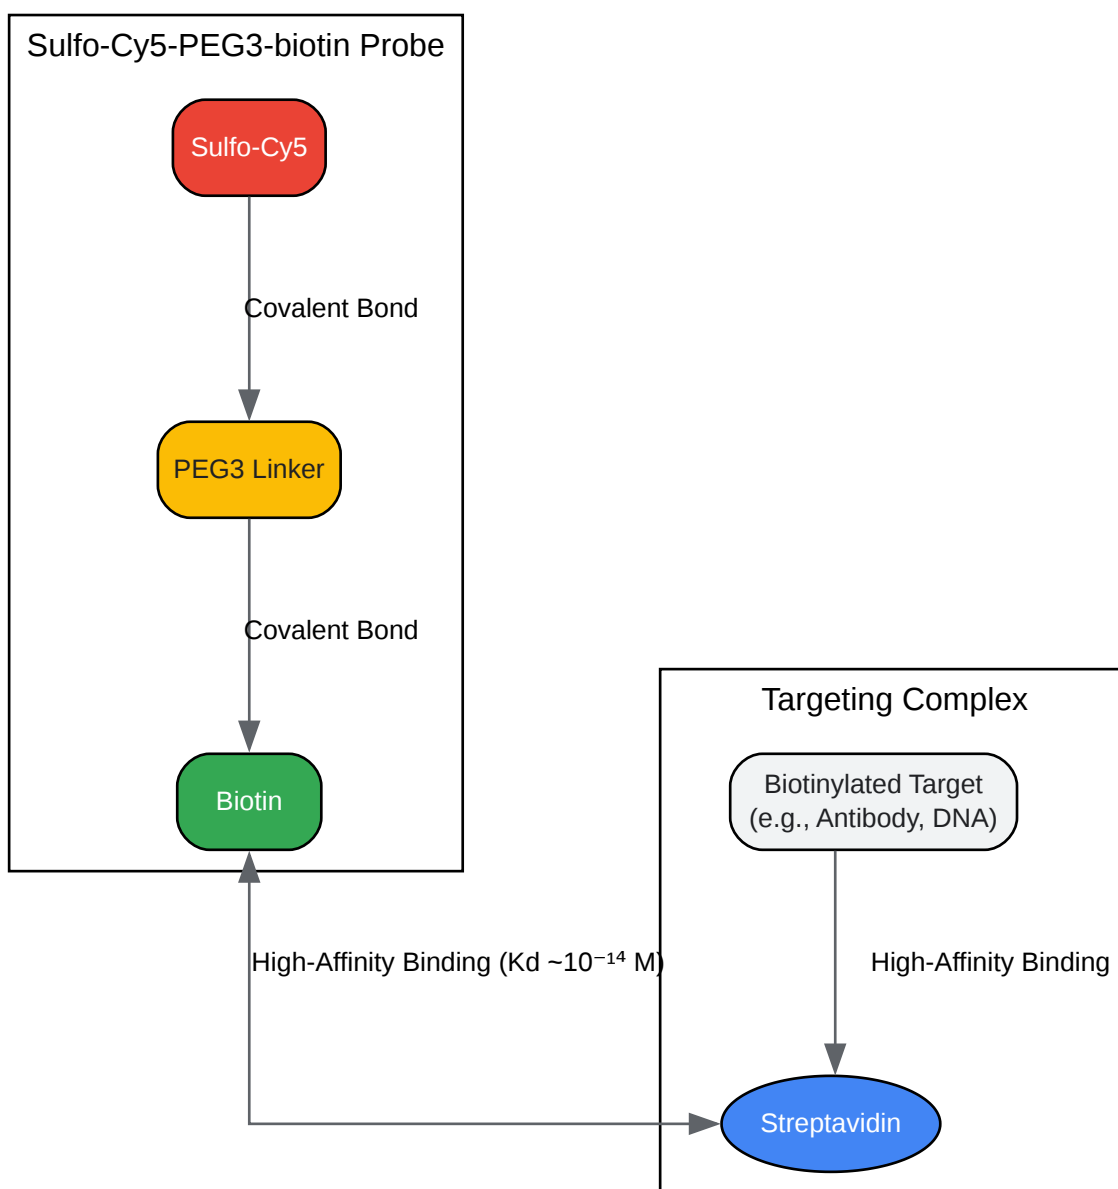 Sulfo-Cy5-PEG3-biotin Probe
Sulfo-Cy5
Covalent Bond
PEG3 Linker
Covalent Bond
Biotin
High-Affinity Binding (Kd ~10⁻¹⁴ M)
Targeting Complex
Biotinylated Target
(e.g., Antibody, DNA)
High-Affinity Binding
Streptavidin